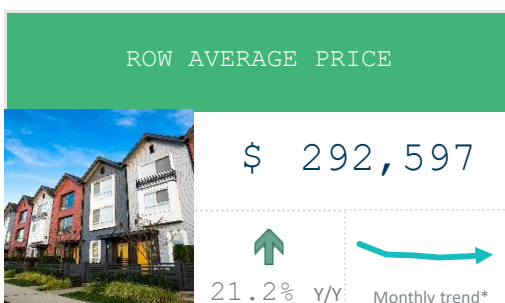 ROW AVERAGE PRICE
$ 292,597
21.2% Y/Y
Monthly trend*